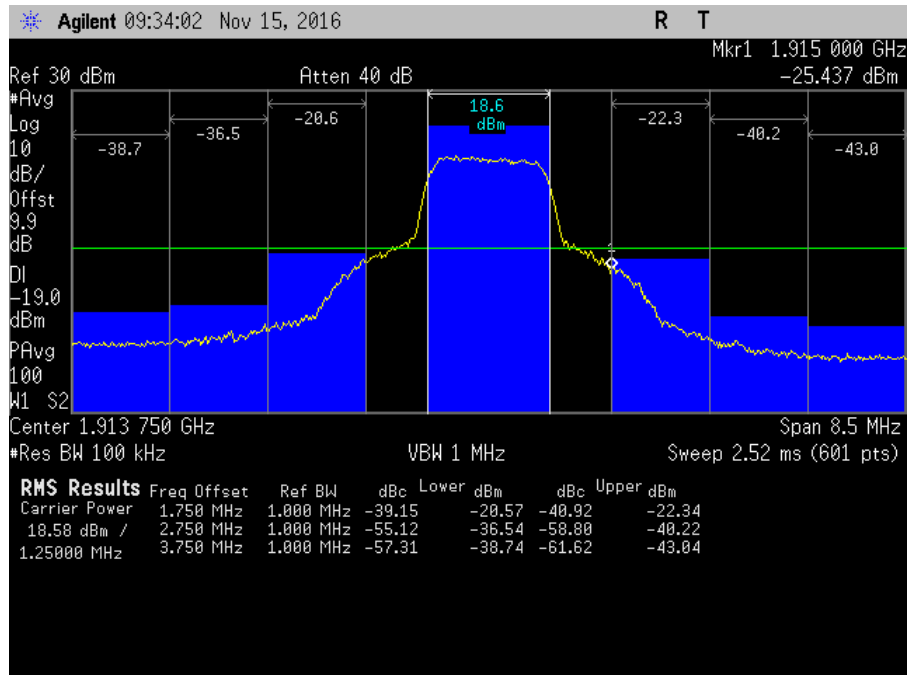 Agilent 09:34:02 Nov 15, 2016 R T
Mkr1 1.915 000 GHz
Ref 30 dBm Atten 40 dB -25.437 dBm
#Avg
Log
10
dB/
Offst
9.9
dB
DI
-19.0
dBm
PAvg
100
W1 S2
-38.7
-36.5
-20.6
18.6
dBm
-22.3
-40.2
-43.0
1
Center 1.913 750 GHz Span 8.5 MHz
#Res BW 100 kHz VBW 1 MHz Sweep 2.52 ms (601 pts)
RMS Results Freq Offset Ref BW dBc Lower dBm dBc Upper dBm
Carrier Power 1.750 MHz 1.000 MHz -39.15 -20.57 -40.92 -22.34
18.58 dBm / 2.750 MHz 1.000 MHz -55.12 -36.54 -58.80 -40.22
1.25000 MHz 3.750 MHz 1.000 MHz -57.31 -38.74 -61.62 -43.04